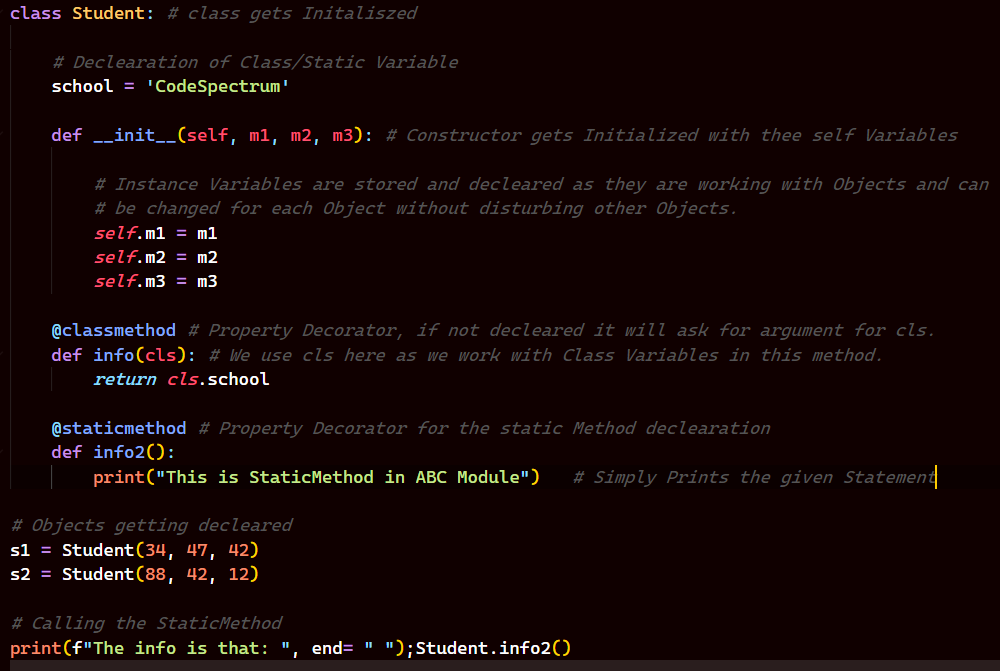 class Student: # class gets Initaliszed
# Declearation of Class/Static Variable
school = 'CodeSpectrum'
def __init__(self, m1, m2, m3): # Constructor gets Initialized with thee self Variables
# Instance Variables are stored and decleared as they are working with Objects and can
# be changed for each Object without disturbing other Objects.
self.m1 = m1
self.m2 = m2
self.m3 = m3
@classmethod # Property Decorator, if not decleared it will ask for argument for cls.
def info(cls): # We use cls here as we work with Class Variables in this method.
return cls.school
@staticmethod # Property Decorator for the static Method declearation
def info2():
print("This is StaticMethod in ABC Module") # Simply Prints the given Statement
# Objects getting decleared
s1 = Student(34, 47, 42)
s2 = Student(88, 42, 12)
# Calling the StaticMethod
print(f"The info is that: ", end= " ");Student.info2()